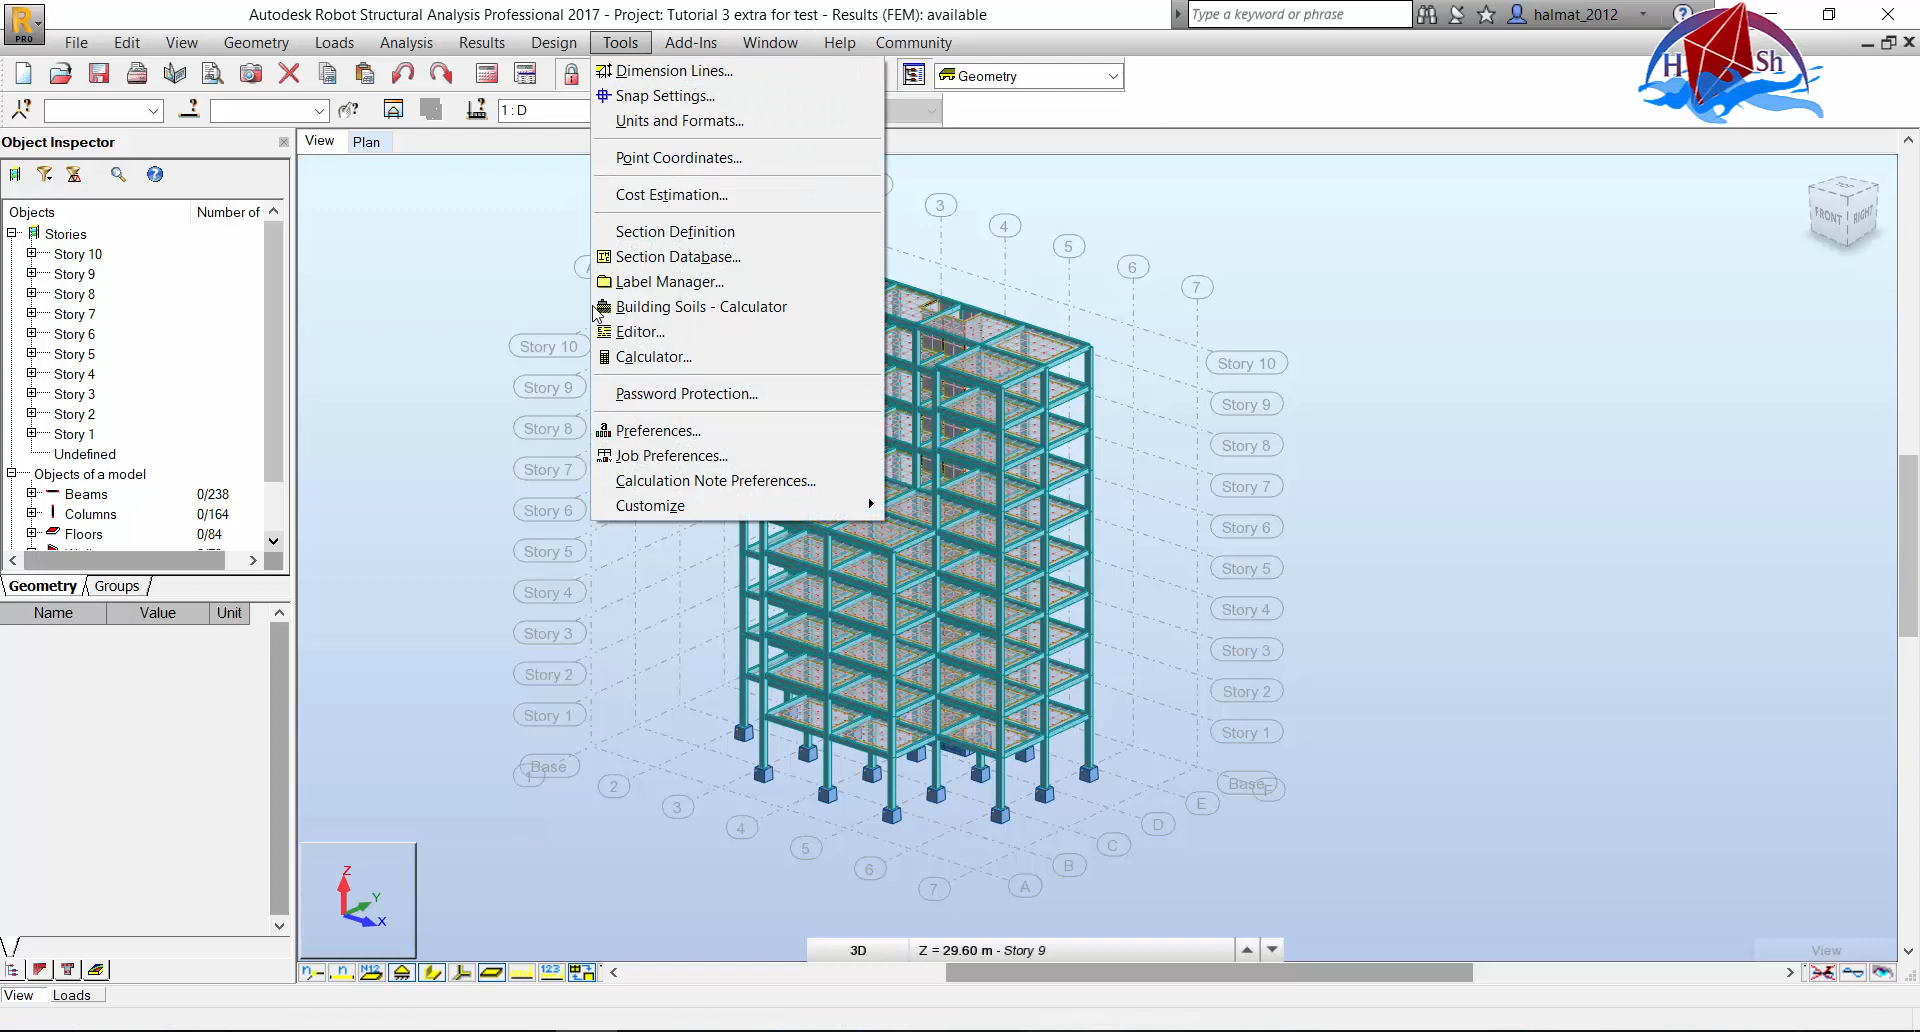 Autodesk Robot Structural Analysis Professional 2017 - Project: Tutorial 3 extra for test - Results (FEM): available
Type a keyword or phrase
halmat_2012
PRO
File Edit View Geometry Loads Analysis Results Design Tools Add-Ins Window Help Community
H Sh
Geometry
1 : D
Object Inspector
View Plan
Objects Number of
Stories
Story 10
Story 9
Story 8
Story 7
Story 6
Story 5
Story 4
Story 3
Story 2
Story 1
Undefined
Objects of a model
Beams 0/238
Columns 0/164
Floors 0/84
Geometry Groups
Name Value Unit
Dimension Lines...
Snap Settings...
Units and Formats...
Point Coordinates...
Cost Estimation...
Section Definition
Section Database...
Label Manager...
Building Soils - Calculator
Editor...
Calculator...
Password Protection...
Preferences...
Job Preferences...
Calculation Note Preferences...
Customize
3
4
5
6
7
TOP
FRONT RIGHT
Story 10
Story 9
Story 8
Story 7
Story 6
Story 5
Story 4
Story 3
Story 2
Story 1
Base
1
2
3
4
5
6
7
Story 10
Story 9
Story 8
Story 7
Story 6
Story 5
Story 4
Story 3
Story 2
Story 1
Base
F
E
D
C
B
A
Z
Y
X
3D Z = 29.60 m - Story 9
View
View Loads